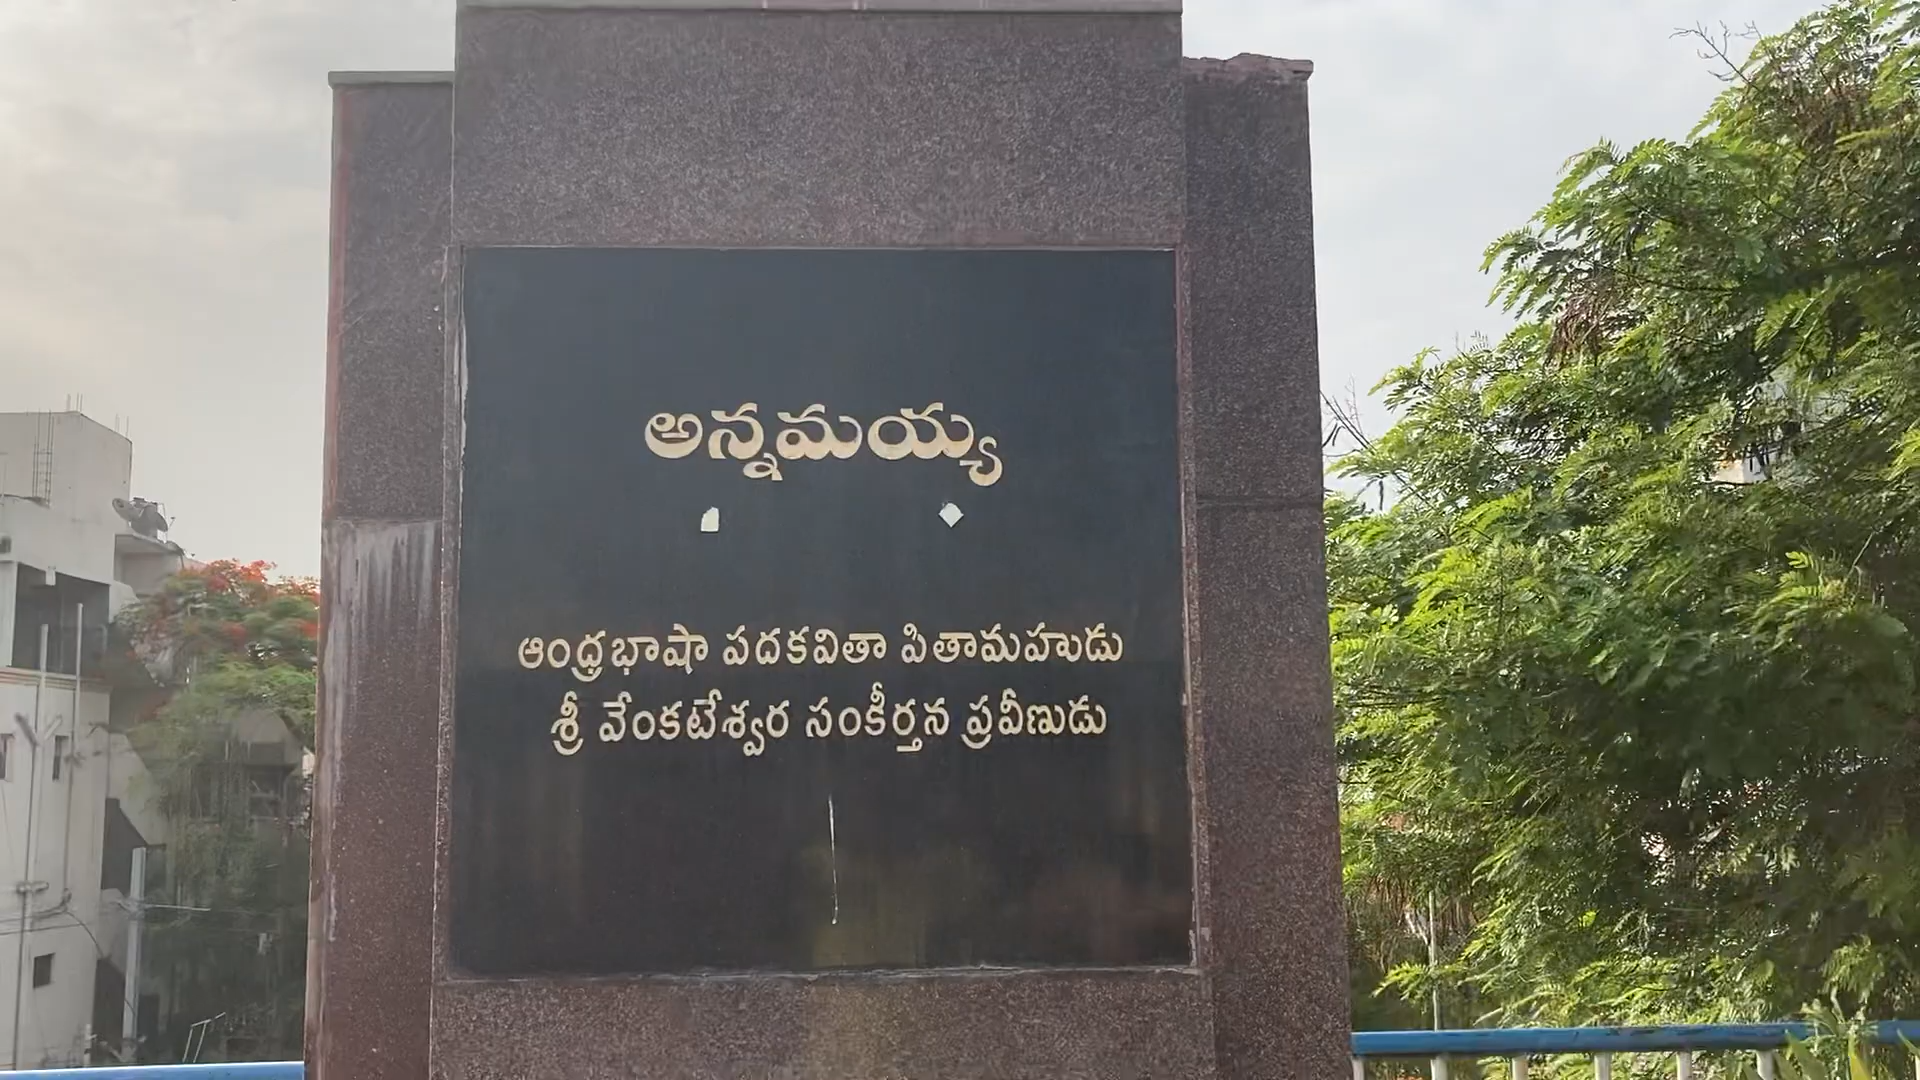 అన్నమయ్య
ఆంధ్రభాషా పదకవితా పితామహుడు
శ్రీ వేంకటేశ్వర సంకీర్తన ప్రవీణుడు